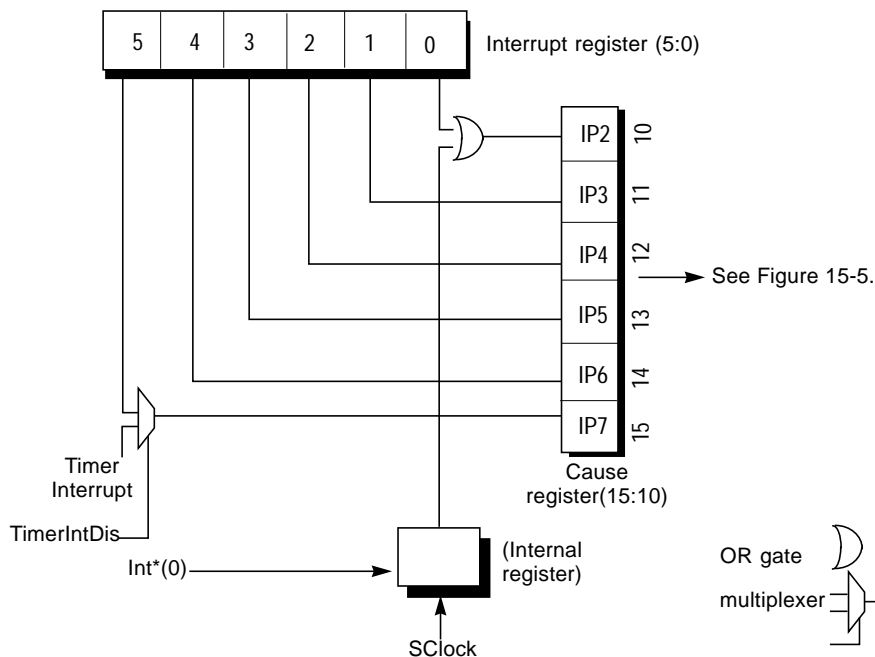 5 4 3 2 1 0
Interrupt register (5:0)
IP2 10
IP3 11
IP4 12
See Figure 15-5.
IP5 13
IP6 14
IP7 15
Timer
Interrupt
Cause
register(15:10)
TimerIntDis
(Internal
register)
Int*(0)
OR gate
multiplexer
SClock